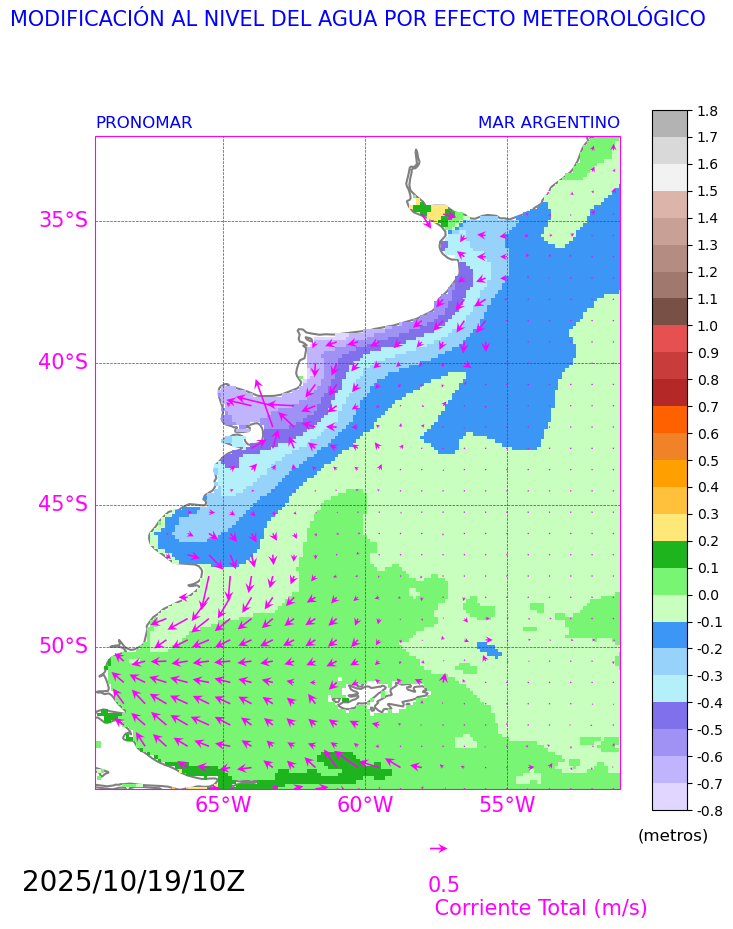 MODIFICACIÓN AL NIVEL DEL AGUA POR EFECTO METEOROLÓGICO
PRONOMAR MAR ARGENTINO
35°S
40°S
45°S
50°S
65°W 60°W 55°W
1.8
1.7
1.6
1.5
1.4
1.3
1.2
1.1
1.0
0.9
0.8
0.7
0.6
0.5
0.4
0.3
0.2
0.1
0.0
-0.1
-0.2
-0.3
-0.4
-0.5
-0.6
-0.7
-0.8
(metros)
2025/10/19/10Z
0.5
Corriente Total (m/s)